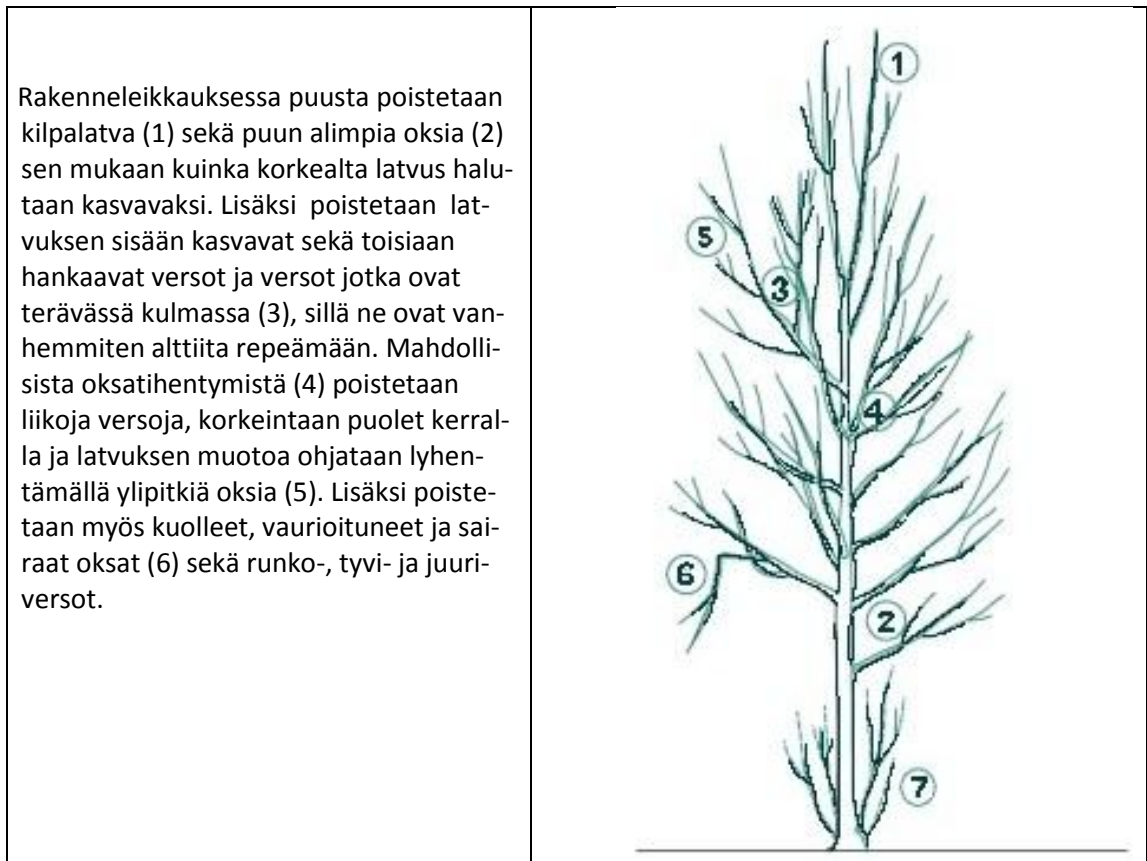 Rakenneleikkauksessa puusta poistetaan
kilpalatva (1) sekä puun alimpia oksia (2)
sen mukaan kuinka korkealta latvus halu-
taan kasvavaksi. Lisäksi poistetaan lat-
vuksen sisään kasvavat sekä toisiaan
hankaavat versot ja versot jotka ovat
terävässä kulmassa (3), sillä ne ovat van-
hemmiten alttiita repeämään. Mahdolli-
sista oksatihentymistä (4) poistetaan
liikoja versoja, korkeintaan puolet kerral-
la ja latvuksen muotoa ohjataan lyhen-
tämällä ylipitkiä oksia (5). Lisäksi poiste-
taan myös kuolleet, vaurioituneet ja sai-
raat oksat (6) sekä runko-, tyvi- ja juuri-
versot.
1
5
3
4
6
2
7